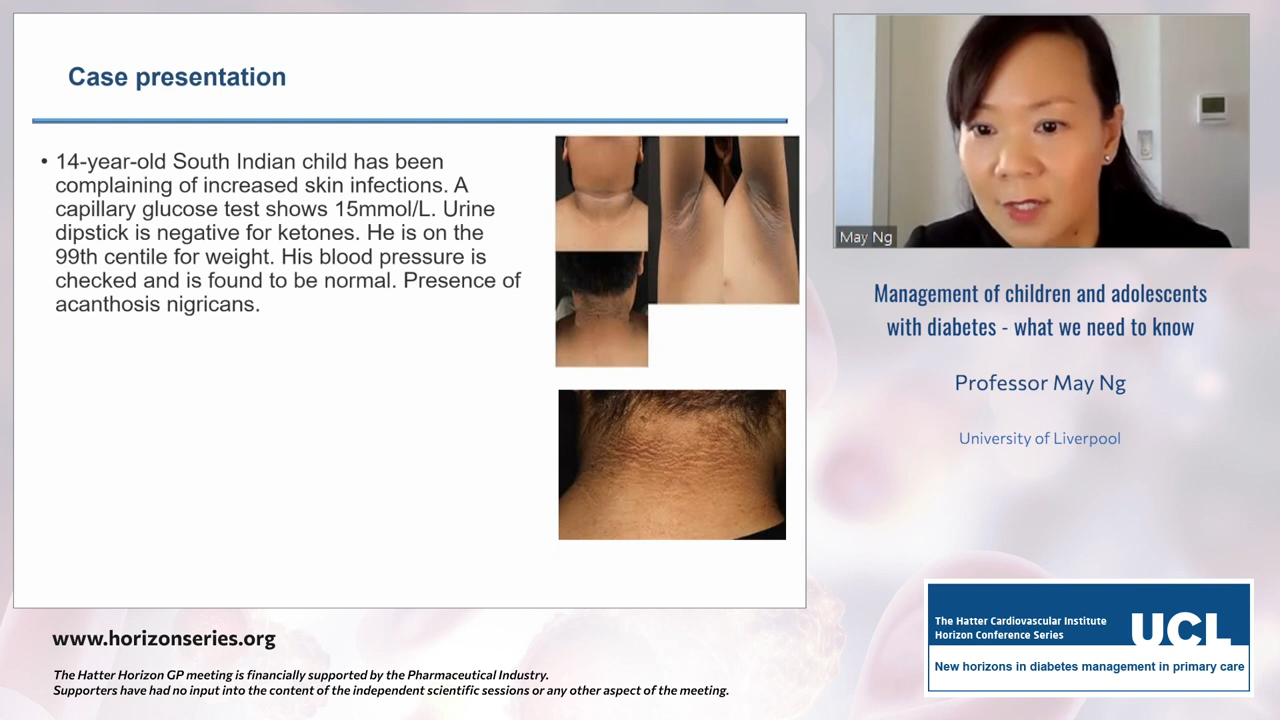 Case presentation
• 14-year-old South Indian child has been
complaining of increased skin infections. A
capillary glucose test shows 15mmol/L. Urine
dipstick is negative for ketones. He is on the
99th centile for weight. His blood pressure is
checked and is found to be normal. Presence of
acanthosis nigricans.
May Ng
Management of children and adolescents
with diabetes - what we need to know
Professor May Ng
University of Liverpool
www.horizonseries.org
The Hatter Horizon GP meeting is financially supported by the Pharmaceutical Industry.
Supporters have had no input into the content of the independent scientific sessions or any other aspect of the meeting.
The Hatter Cardiovascular Institute
Horizon Conference Series
UCL
New horizons in diabetes management in primary care